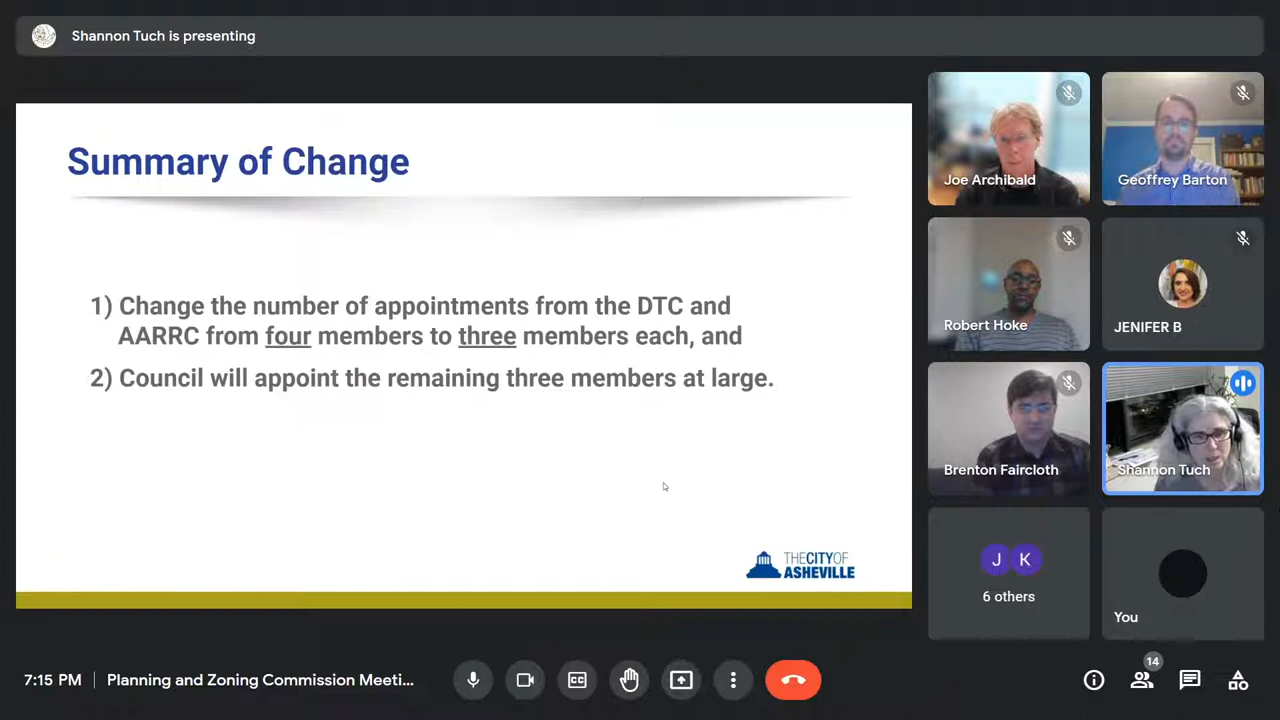 Shannon Tuch is presenting
Summary of Change
1) Change the number of appointments from the DTC and
AARRC from four members to three members each, and
2) Council will appoint the remaining three members at large.
THE CITY OF
ASHEVILLE
Joe Archibald
Geoffrey Barton
Robert Hoke
JENIFER B
Brenton Faircloth
Shannon Tuch
J K
6 others
You
7:15 PM | Planning and Zoning Commission Meeti...
CC
14